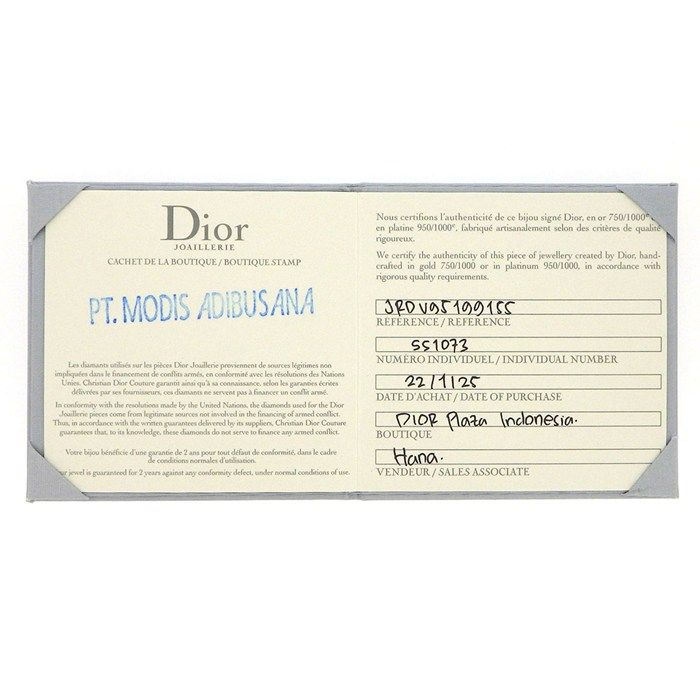 Dior
JOAILLERIE
CACHET DE LA BOUTIQUE / BOUTIQUE STAMP
PT. MODIS ADIBUSANA
Les diamants utilisés sur les pièces Dior Joaillerie proviennent de sources légitimes non
impliquées dans le financement de conflits armés, en conformité avec les résolutions des Nations
Unies. Christian Dior Couture garantit ainsi qu'à sa connaissance, selon les garanties écrites
délivrées par ses fournisseurs, ces diamants ne servent pas à financer un conflit armé.
In conformity with the resolutions made by the United Nations, the diamonds used for the Dior
Joaillerie pieces come from legitimate sources not involved in the financing of armed conflict.
Thus, in accordance with the written guarantees delivered by its suppliers, Christian Dior Couture
guarantees that, to its knowledge, these diamonds do not serve to finance any armed conflict.
Votre bijou bénéficie d'une garantie de 2 ans pour tout défaut de conformité, dans le cadre
de conditions normales d'utilisation.
jewel is guaranteed for 2 years against any conformity defect, under normal conditions of use.
Nous certifions l'authenticité de ce bijou signé Dior, en or 750/1000e
en platine 950/1000e, fabriqué artisanalement selon des critères de qualité
rigoureux.
We certify the authenticity of this piece of jewellery created by Dior, hand-
crafted in gold 750/1000 or in platinum 950/1000, in accordance with
rigorous quality requirements.
JRDV95199155
RÉFÉRENCE / REFERENCE
SS1073
NUMÉRO INDIVIDUEL / INDIVIDUAL NUMBER
22/1125
DATE D'ACHAT / DATE OF PURCHASE
DIOR Plaza Indonesia.
BOUTIQUE
Hana.
VENDEUR / SALES ASSOCIATE